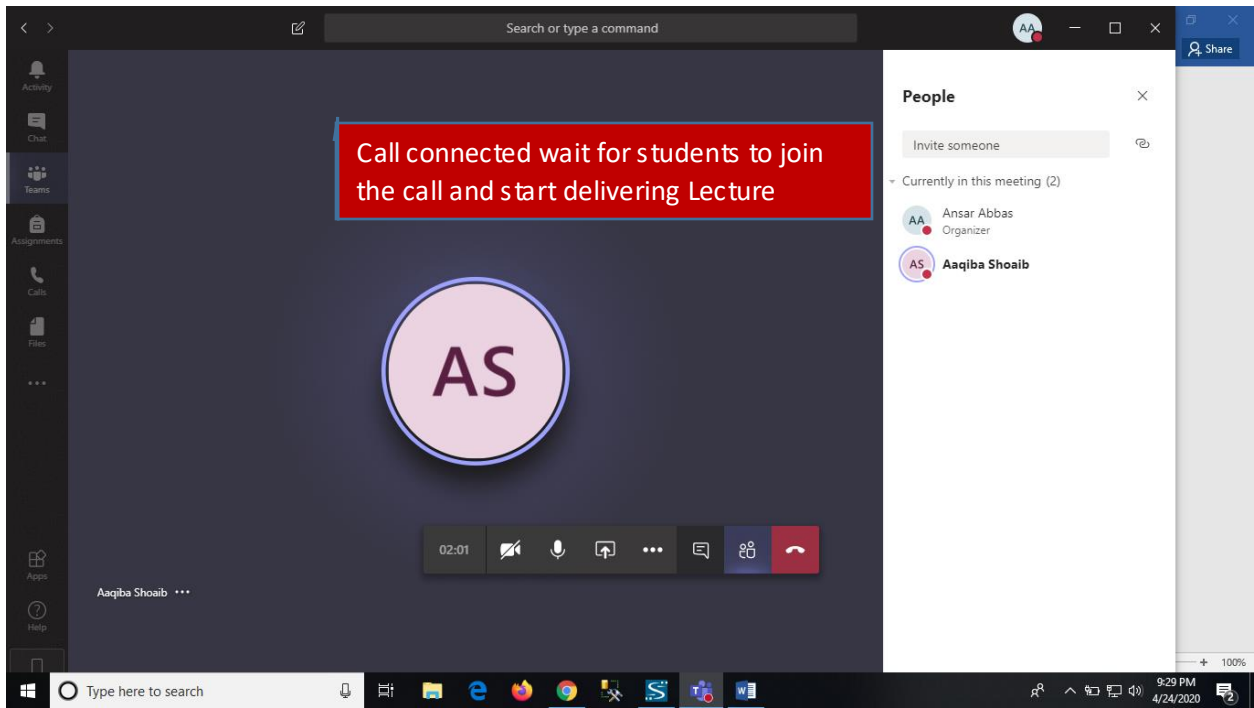 Search or type a command
AA
Share
Activity
Chat
Teams
Assignments
Calls
Files
Apps
Help
Call connected wait for students to join
the call and start delivering Lecture
AS
02:01
Aaqiba Shoaib
People
Invite someone
Currently in this meeting (2)
AA
Ansar Abbas
Organizer
AS
Aaqiba Shoaib
100%
Type here to search
9:29 PM
4/24/2020
2